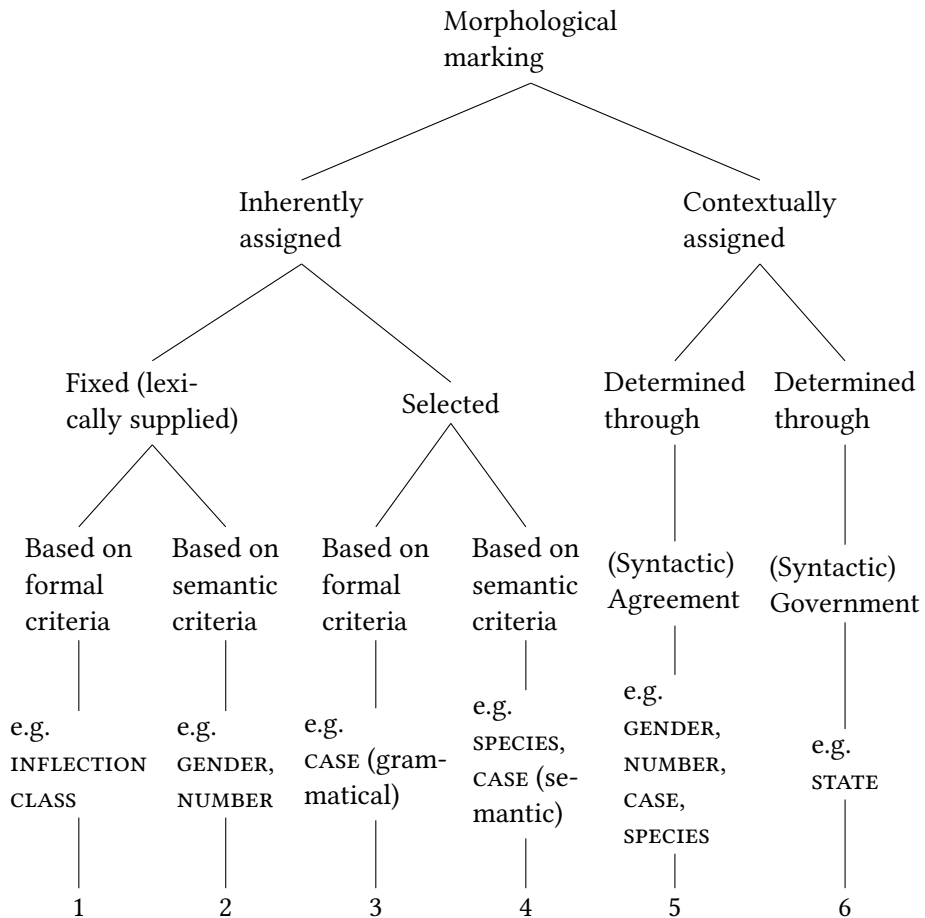 Morphological
marking
Inherently
assigned
Contextually
assigned
Fixed (lexi-
cally supplied)
Selected
Determined
through
Determined
through
Based on
formal
criteria
Based on
semantic
criteria
Based on
formal
criteria
Based on
semantic
criteria
(Syntactic)
Agreement
(Syntactic)
Government
e.g.
INFLECTION
CLASS
e.g.
GENDER,
NUMBER
e.g.
CASE (gram-
matical)
e.g.
SPECIES,
CASE (se-
mantic)
e.g.
GENDER,
NUMBER,
CASE,
SPECIES
e.g.
STATE
1 2 3 4 5 6